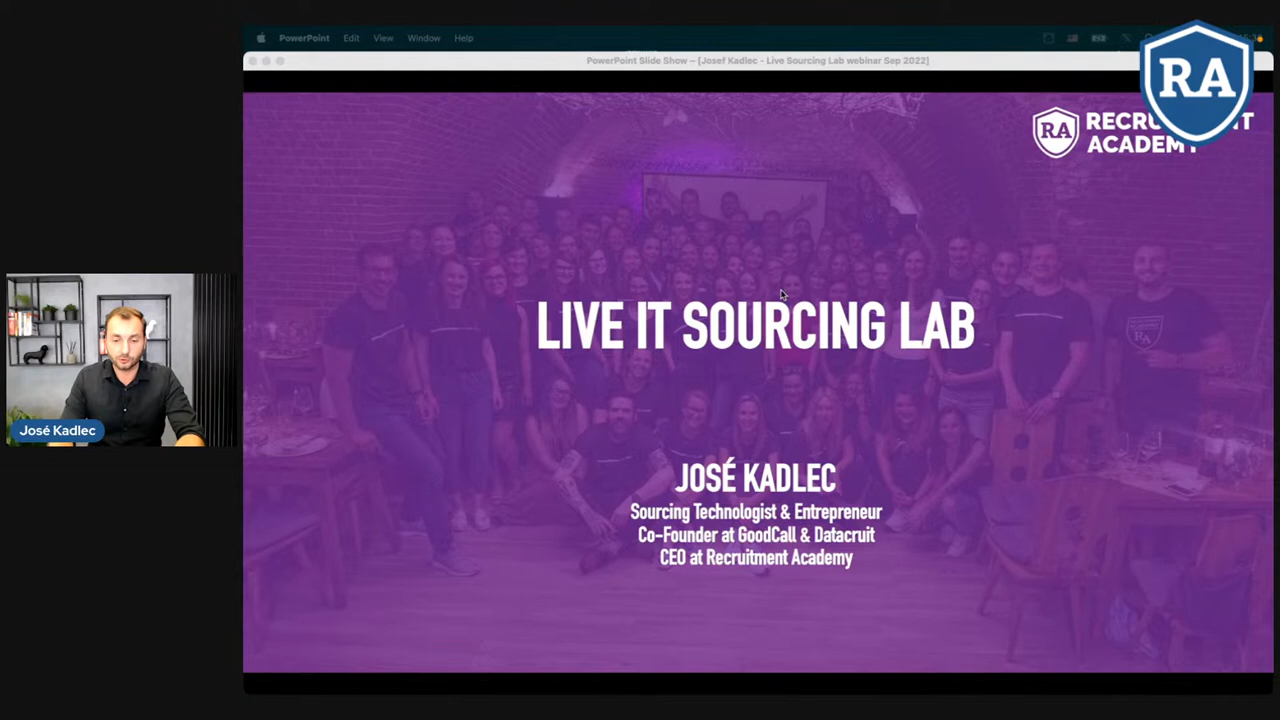 PowerPoint Edit View Window Help
PowerPoint Slide Show – [Josef Kadlec - Live Sourcing Lab webinar Sep 2022]
RA
RA
ACADEMY
LIVE IT SOURCING LAB
JOSÉ KADLEC
Sourcing Technologist & Entrepreneur
Co-Founder at GoodCall & Datacruit
CEO at Recruitment Academy
José Kadlec
RA